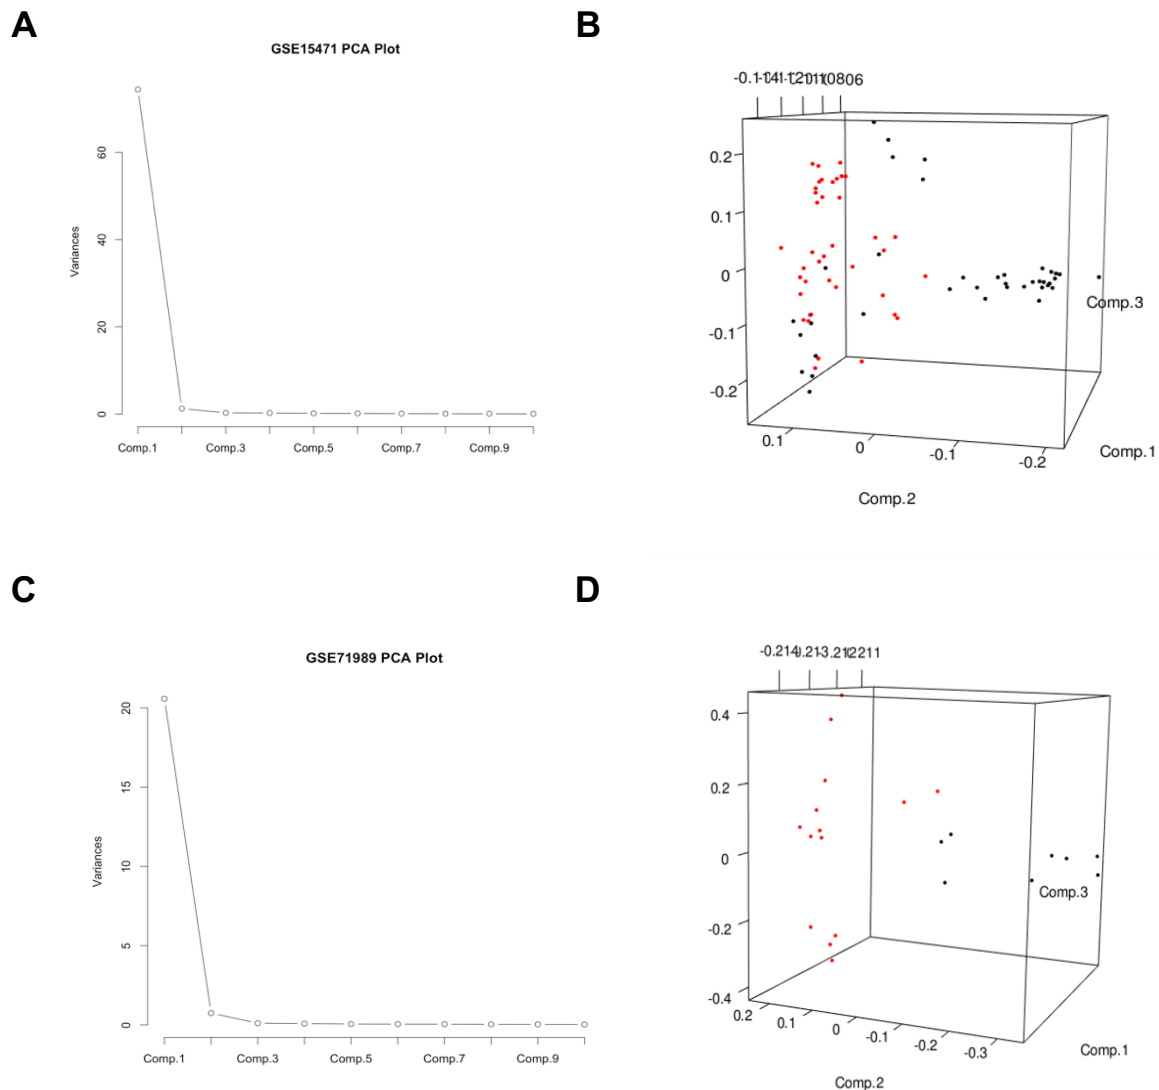 A
GSE15471 PCA Plot
Variances
60
40
20
0
Comp.1 Comp.3 Comp.5 Comp.7 Comp.9
B
0.2
0.1
0
-0.1
-0.2
0.1 0 -0.1 -0.2
Comp.3
Comp.1
Comp.2
C
GSE71989 PCA Plot
Variances
20
15
10
5
0
Comp.1 Comp.3 Comp.5 Comp.7 Comp.9
D
-0.214
0.4
0.2
0
-0.2
-0.4
0.2 0.1 0 -0.1 -0.2 -0.3
Comp.3
Comp.1
Comp.2